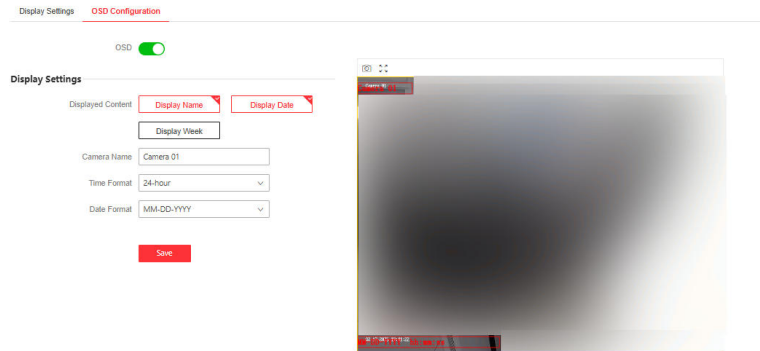 Display Settings OSD Configuration
OSD
Display Settings
Displayed Content Display Name Display Date
Display Week
Camera Name Camera 01
Time Format 24-hour
Date Format MM-DD-YYYY
Save